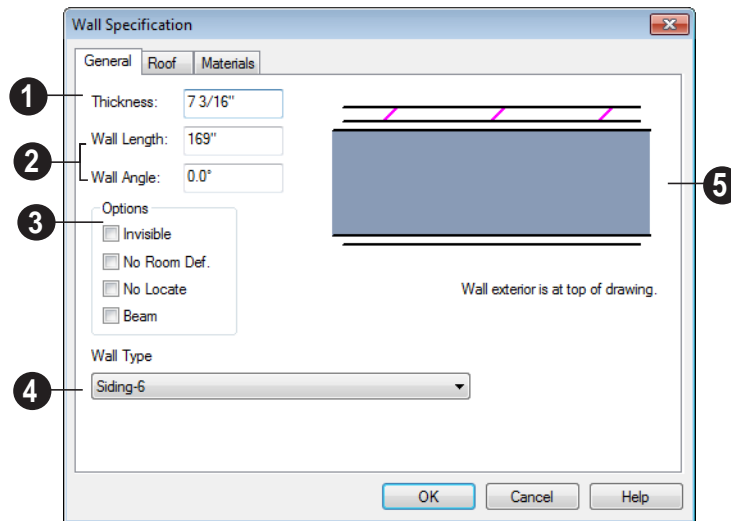 Wall Specification
General Roof Materials
1 Thickness: 7 3/16"
2 Wall Length: 169"
Wall Angle: 0.0°
3 Options
Invisible
No Room Def.
No Locate
Beam
5
Wall exterior is at top of drawing.
Wall Type
4 Siding-6
OK Cancel Help